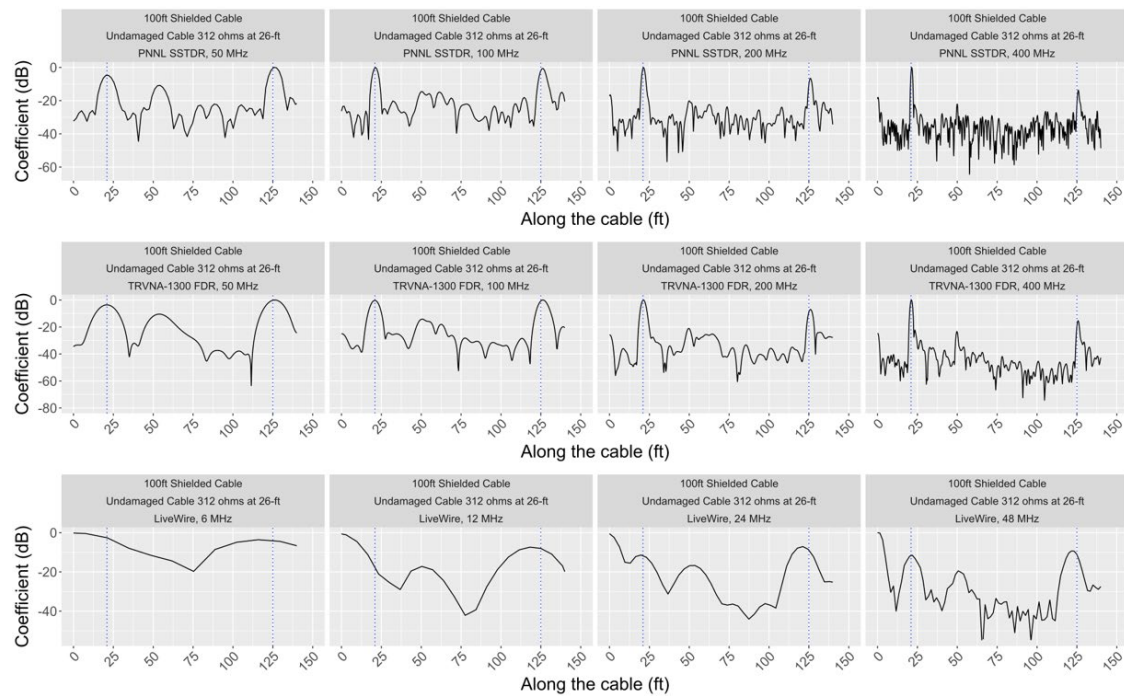 100ft Shielded Cable
Undamaged Cable 312 ohms at 26-ft
PNNL SSTDR, 50 MHz
100ft Shielded Cable
Undamaged Cable 312 ohms at 26-ft
PNNL SSTDR, 100 MHz
100ft Shielded Cable
Undamaged Cable 312 ohms at 26-ft
PNNL SSTDR, 200 MHz
100ft Shielded Cable
Undamaged Cable 312 ohms at 26-ft
PNNL SSTDR, 400 MHz
Coefficient (dB)
0
-20
-40
-60
0 25 50 75 100 125 150
0 25 50 75 100 125 150
0 25 50 75 100 125 150
0 25 50 75 100 125 150
Along the cable (ft)
100ft Shielded Cable
Undamaged Cable 312 ohms at 26-ft
TRVNA-1300 FDR, 50 MHz
100ft Shielded Cable
Undamaged Cable 312 ohms at 26-ft
TRVNA-1300 FDR, 100 MHz
100ft Shielded Cable
Undamaged Cable 312 ohms at 26-ft
TRVNA-1300 FDR, 200 MHz
100ft Shielded Cable
Undamaged Cable 312 ohms at 26-ft
TRVNA-1300 FDR, 400 MHz
Coefficient (dB)
0
-20
-40
-60
-80
0 25 50 75 100 125 150
0 25 50 75 100 125 150
0 25 50 75 100 125 150
0 25 50 75 100 125 150
Along the cable (ft)
100ft Shielded Cable
Undamaged Cable 312 ohms at 26-ft
LiveWire, 6 MHz
100ft Shielded Cable
Undamaged Cable 312 ohms at 26-ft
LiveWire, 12 MHz
100ft Shielded Cable
Undamaged Cable 312 ohms at 26-ft
LiveWire, 24 MHz
100ft Shielded Cable
Undamaged Cable 312 ohms at 26-ft
LiveWire, 48 MHz
Coefficient (dB)
0
-20
-40
0 25 50 75 100 125 150
0 25 50 75 100 125 150
0 25 50 75 100 125 150
0 25 50 75 100 125 150
Along the cable (ft)